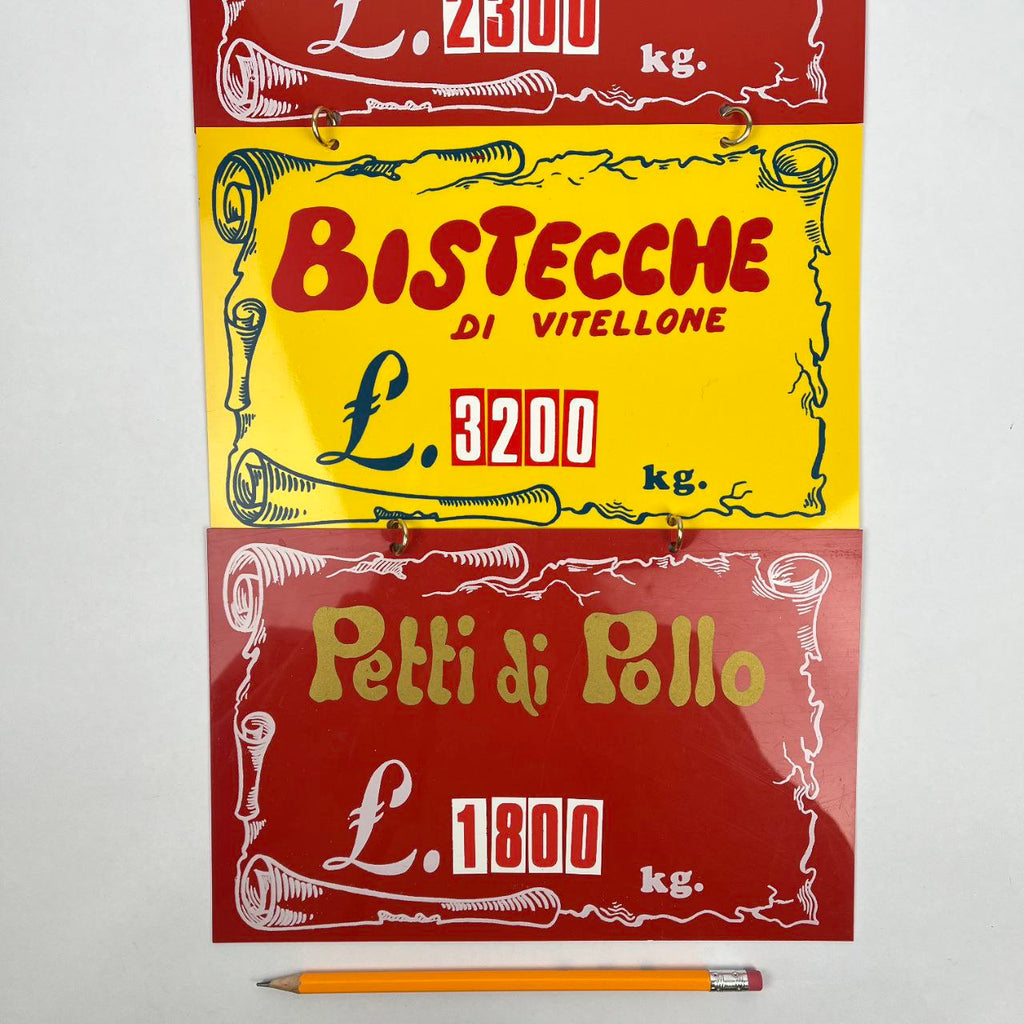 £. 2300
kg.
BISTECCHE
DI VITELLONE
£. 3200
kg.
Petti di Pollo
£. 1800
kg.